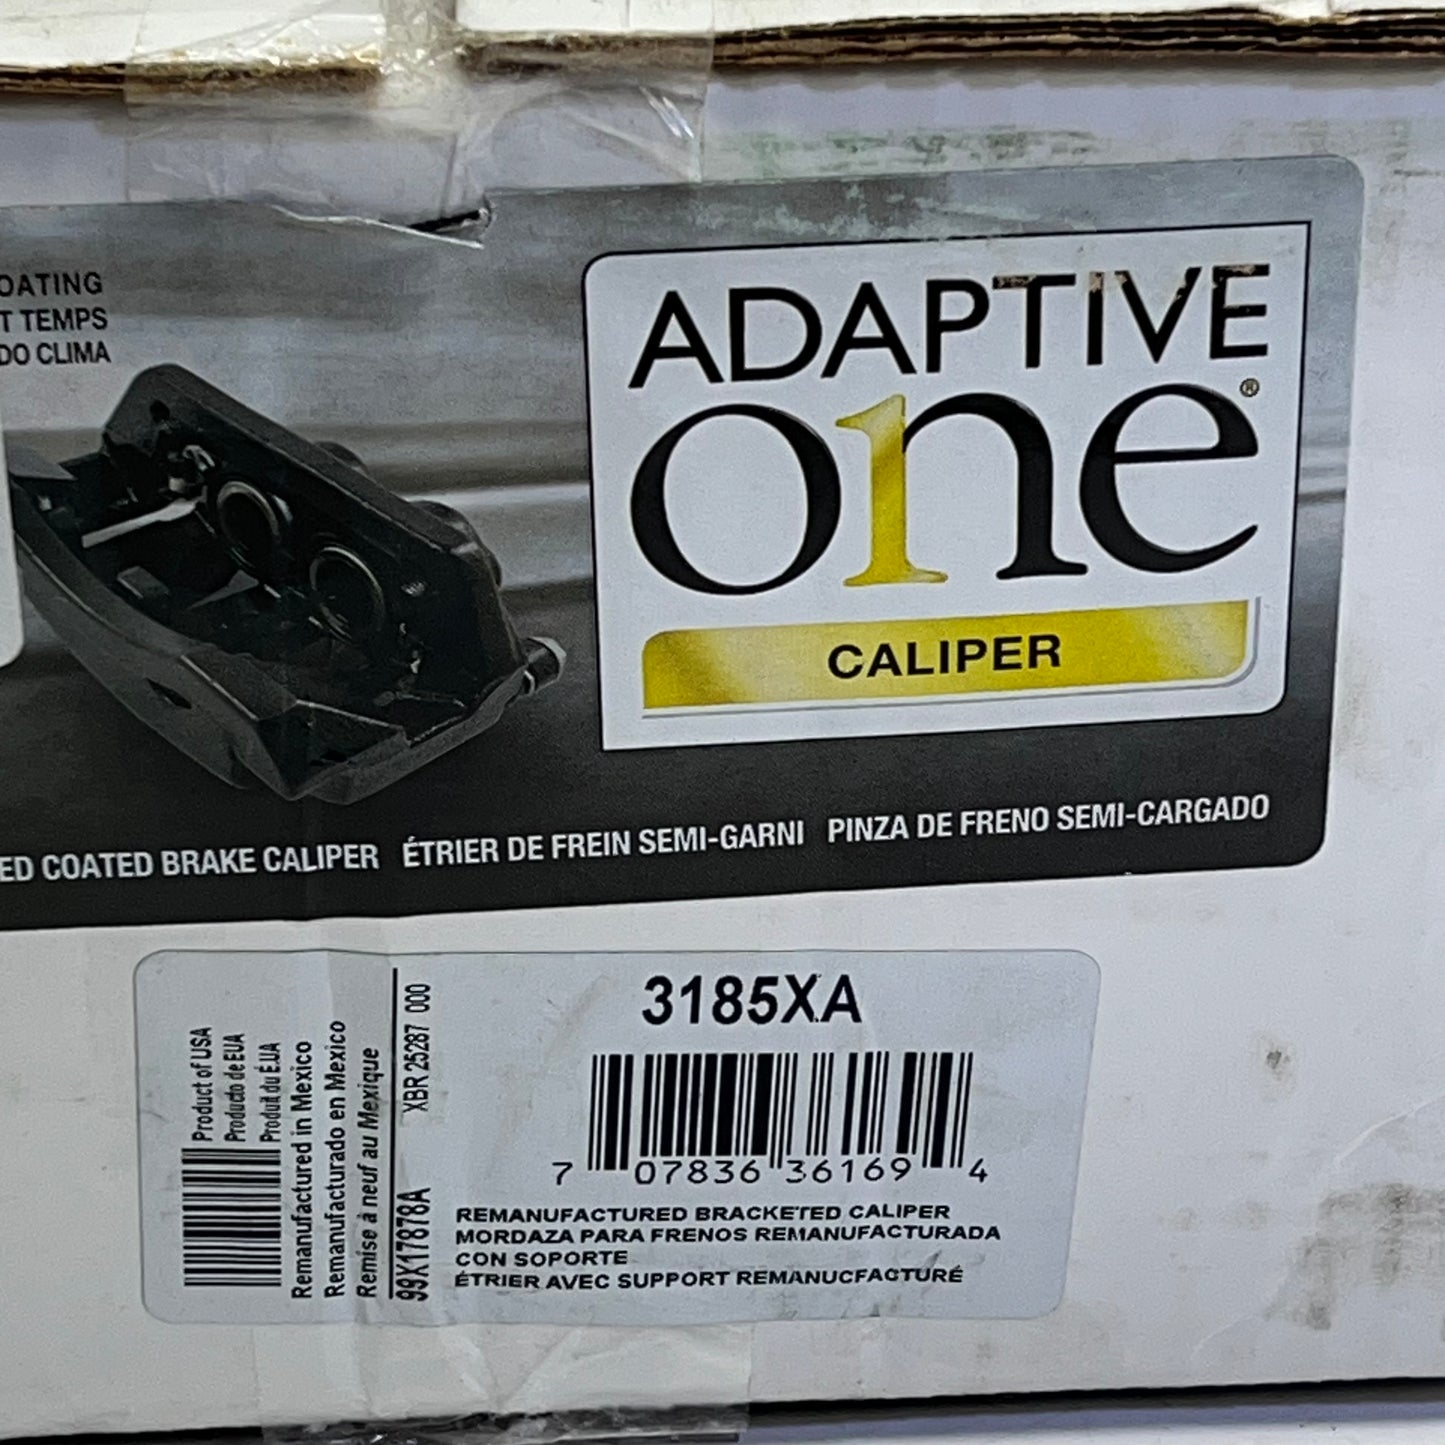 OATING
T TEMPS
DO CLIMA
ADAPTIVE
one®
CALIPER
ED COATED BRAKE CALIPER ÉTRIER DE FREIN SEMI-GARNI PINZA DE FRENO SEMI-CARGADO
Product of USA
Producto de EUA
Produit du É.UA
Remanufactured in Mexico
Remanufacturado en Mexico
Remise à neuf au Mexique
99X17878A XBR 25287 000
3185XA
7 07836 36169 4
REMANUFACTURED BRACKETED CALIPER
MORDAZA PARA FRENOS REMANUFACTURADA
CON SOPORTE
ÉTRIER AVEC SUPPORT REMANUCFACTURÉ